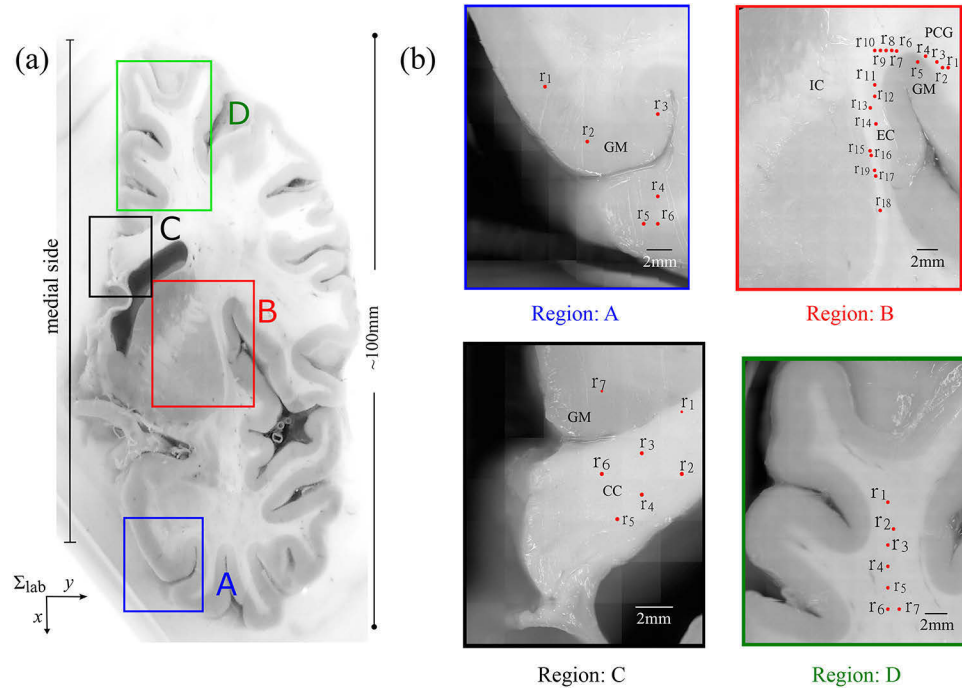 (a)
D
C
B
A
medial side
~100mm
Σlab
y
x
(b)
r1
r2
r3
GM
r4
r5 r6
2mm
Region: A
PCG
r10 r8 r6 r4 r3 r1
r9 r7 r5 r2
IC
r11
GM
r12
r13
r14
EC
r15 r16
r19 r17
r18
2mm
Region: B
r7
r1
GM
r3
r6 r2
CC
r4
r5
2mm
Region: C
r1
r2
r3
r4
r5
r6 r7
2mm
Region: D